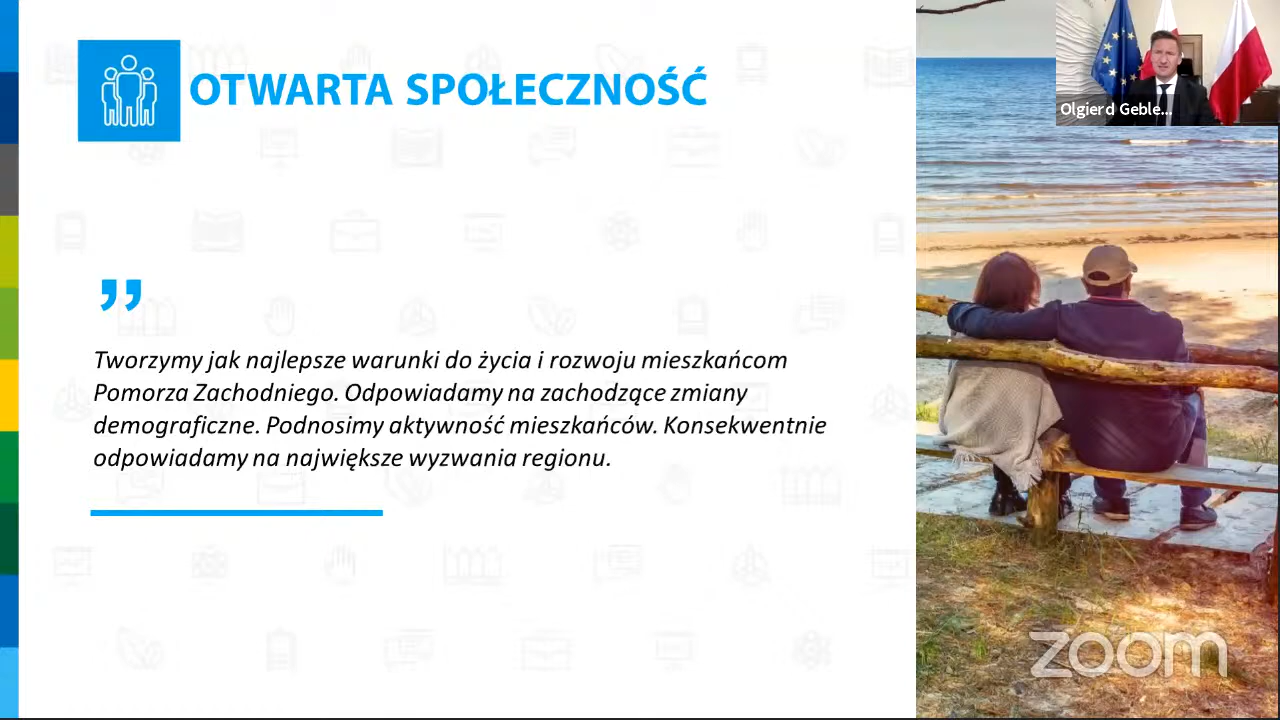 OTWARTA SPOŁECZNOŚĆ
Olgierd Geble...
”
Tworzymy jak najlepsze warunki do życia i rozwoju mieszkańcom
Pomorza Zachodniego. Odpowiadamy na zachodzące zmiany
demograficzne. Podnosimy aktywność mieszkańców. Konsekwentnie
odpowiadamy na największe wyzwania regionu.
zoom